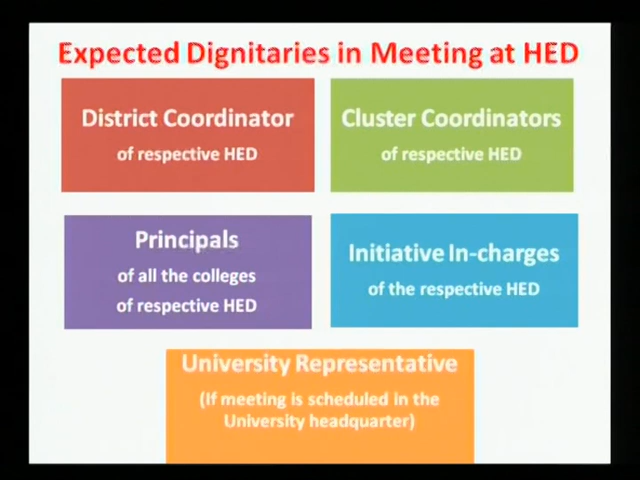 Expected Dignitaries in Meeting at HED
District Coordinator
of respective HED
Cluster Coordinators
of respective HED
Principals
of all the colleges
of respective HED
Initiative In-charges
of the respective HED
University Representative
(If meeting is scheduled in the
University headquarter)